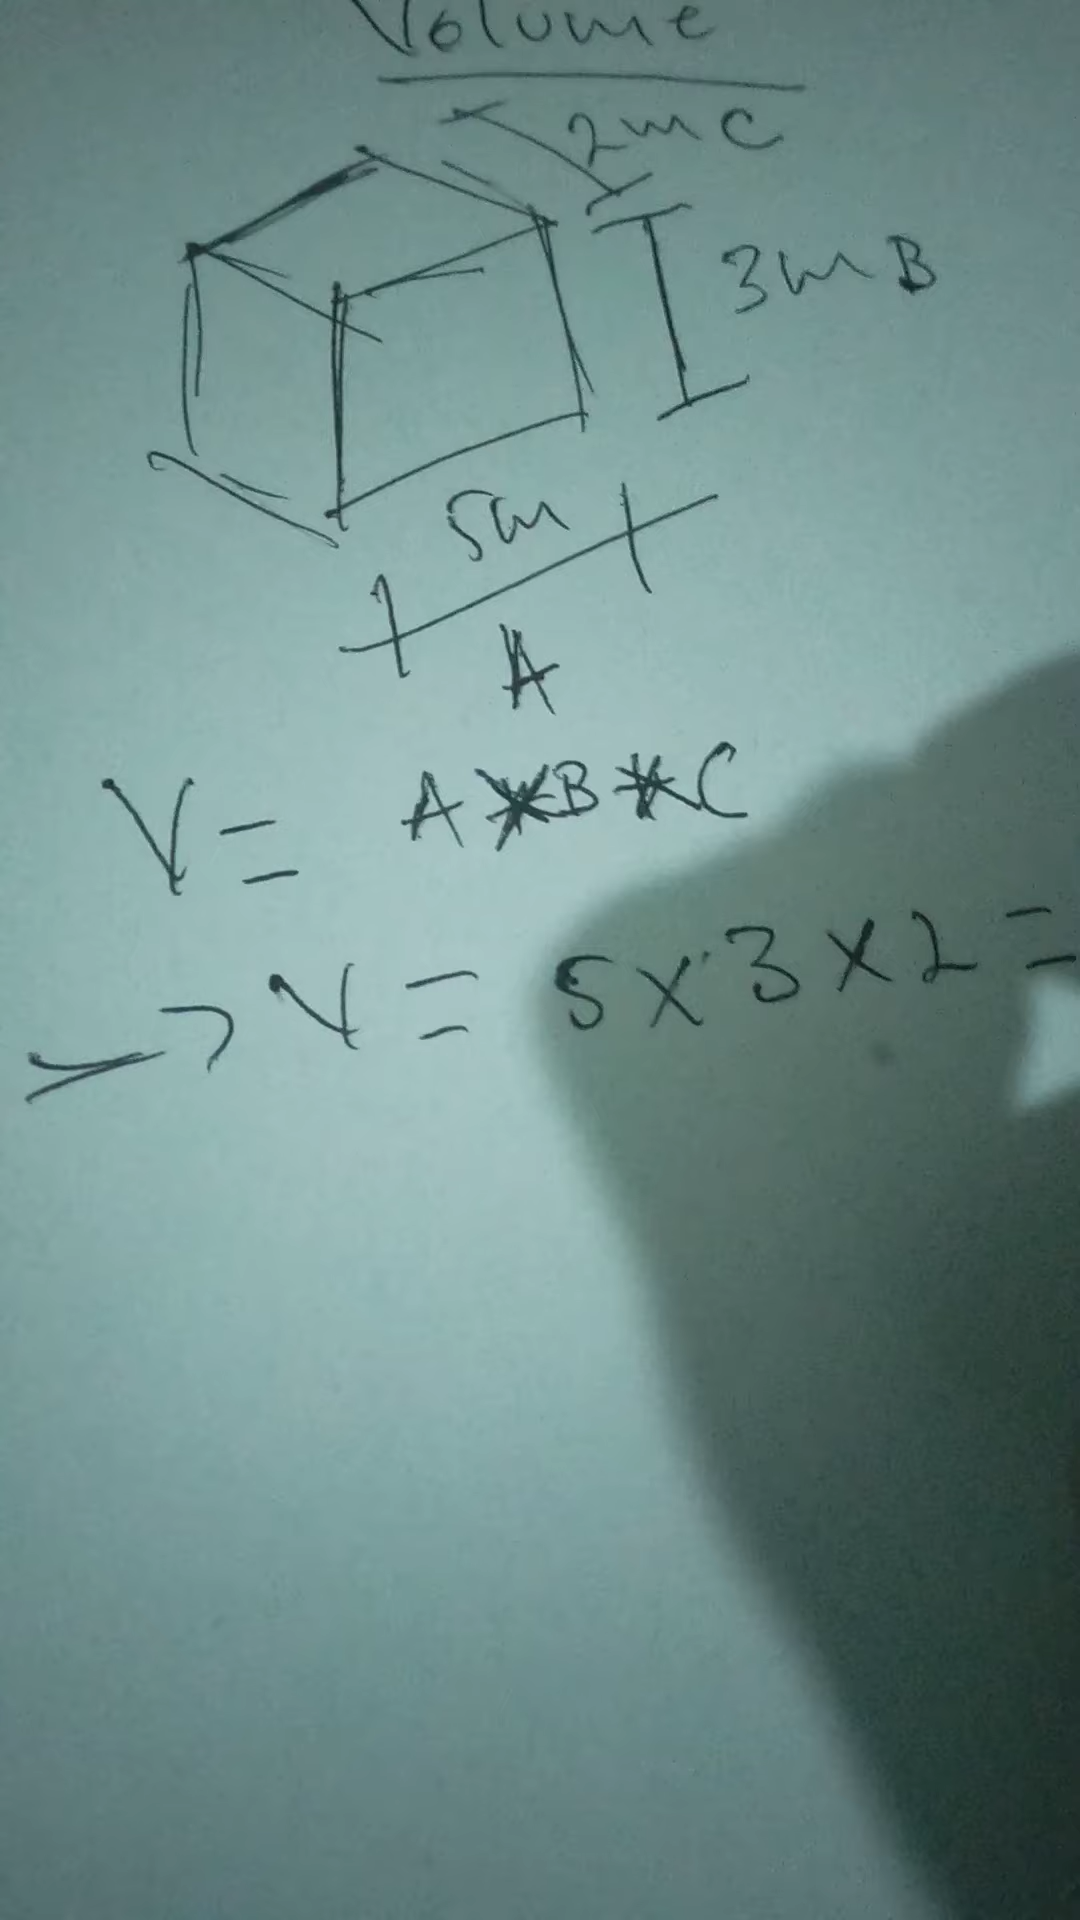 Volume
2m C
3m B
5m
A
V = A * B * C
V = 5 x 3 x 2 =